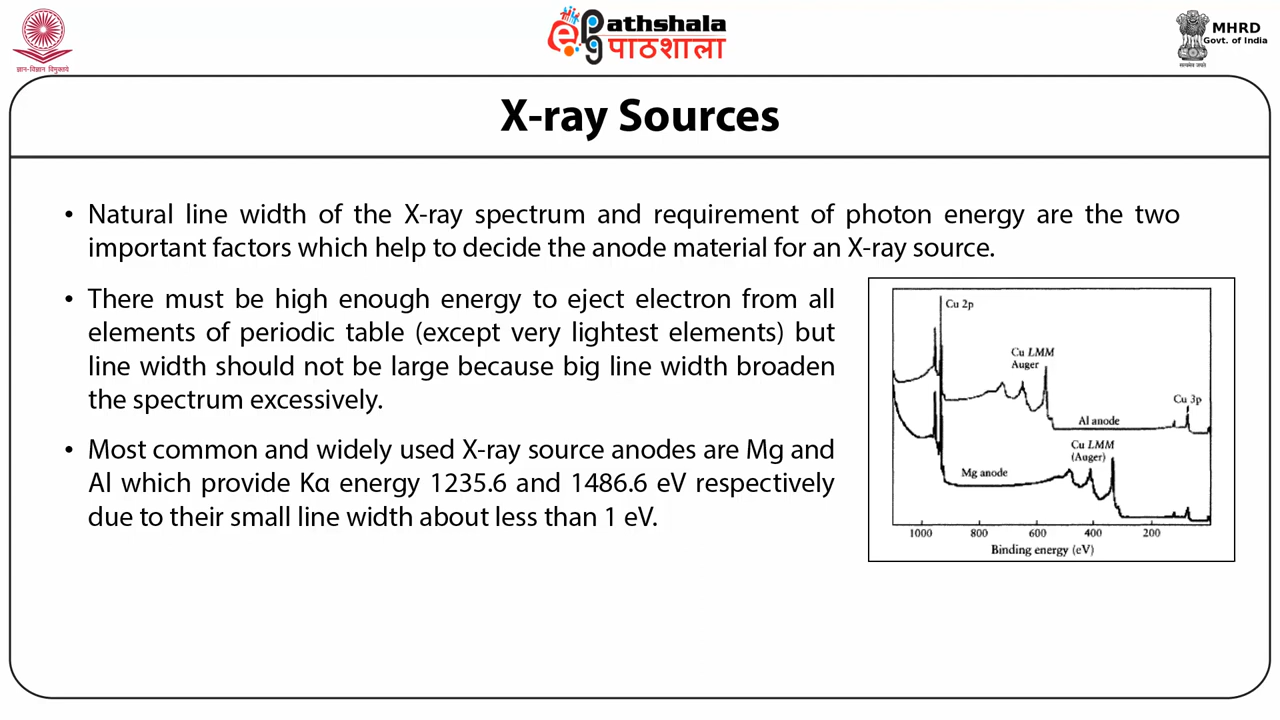 ज्ञान-विज्ञान विमुक्तये
ePG Pathshala
पाठशाला
MHRD
Govt. of India
सत्यमेव जयते
X-ray Sources
• Natural line width of the X-ray spectrum and requirement of photon energy are the two
important factors which help to decide the anode material for an X-ray source.
• There must be high enough energy to eject electron from all
elements of periodic table (except very lightest elements) but
line width should not be large because big line width broaden
the spectrum excessively.
• Most common and widely used X-ray source anodes are Mg and
Al which provide Kα energy 1235.6 and 1486.6 eV respectively
due to their small line width about less than 1 eV.
Cu 2p
Cu LMM
Auger
Cu 3p
Al anode
Cu LMM
(Auger)
Mg anode
1000 800 600 400 200
Binding energy (eV)